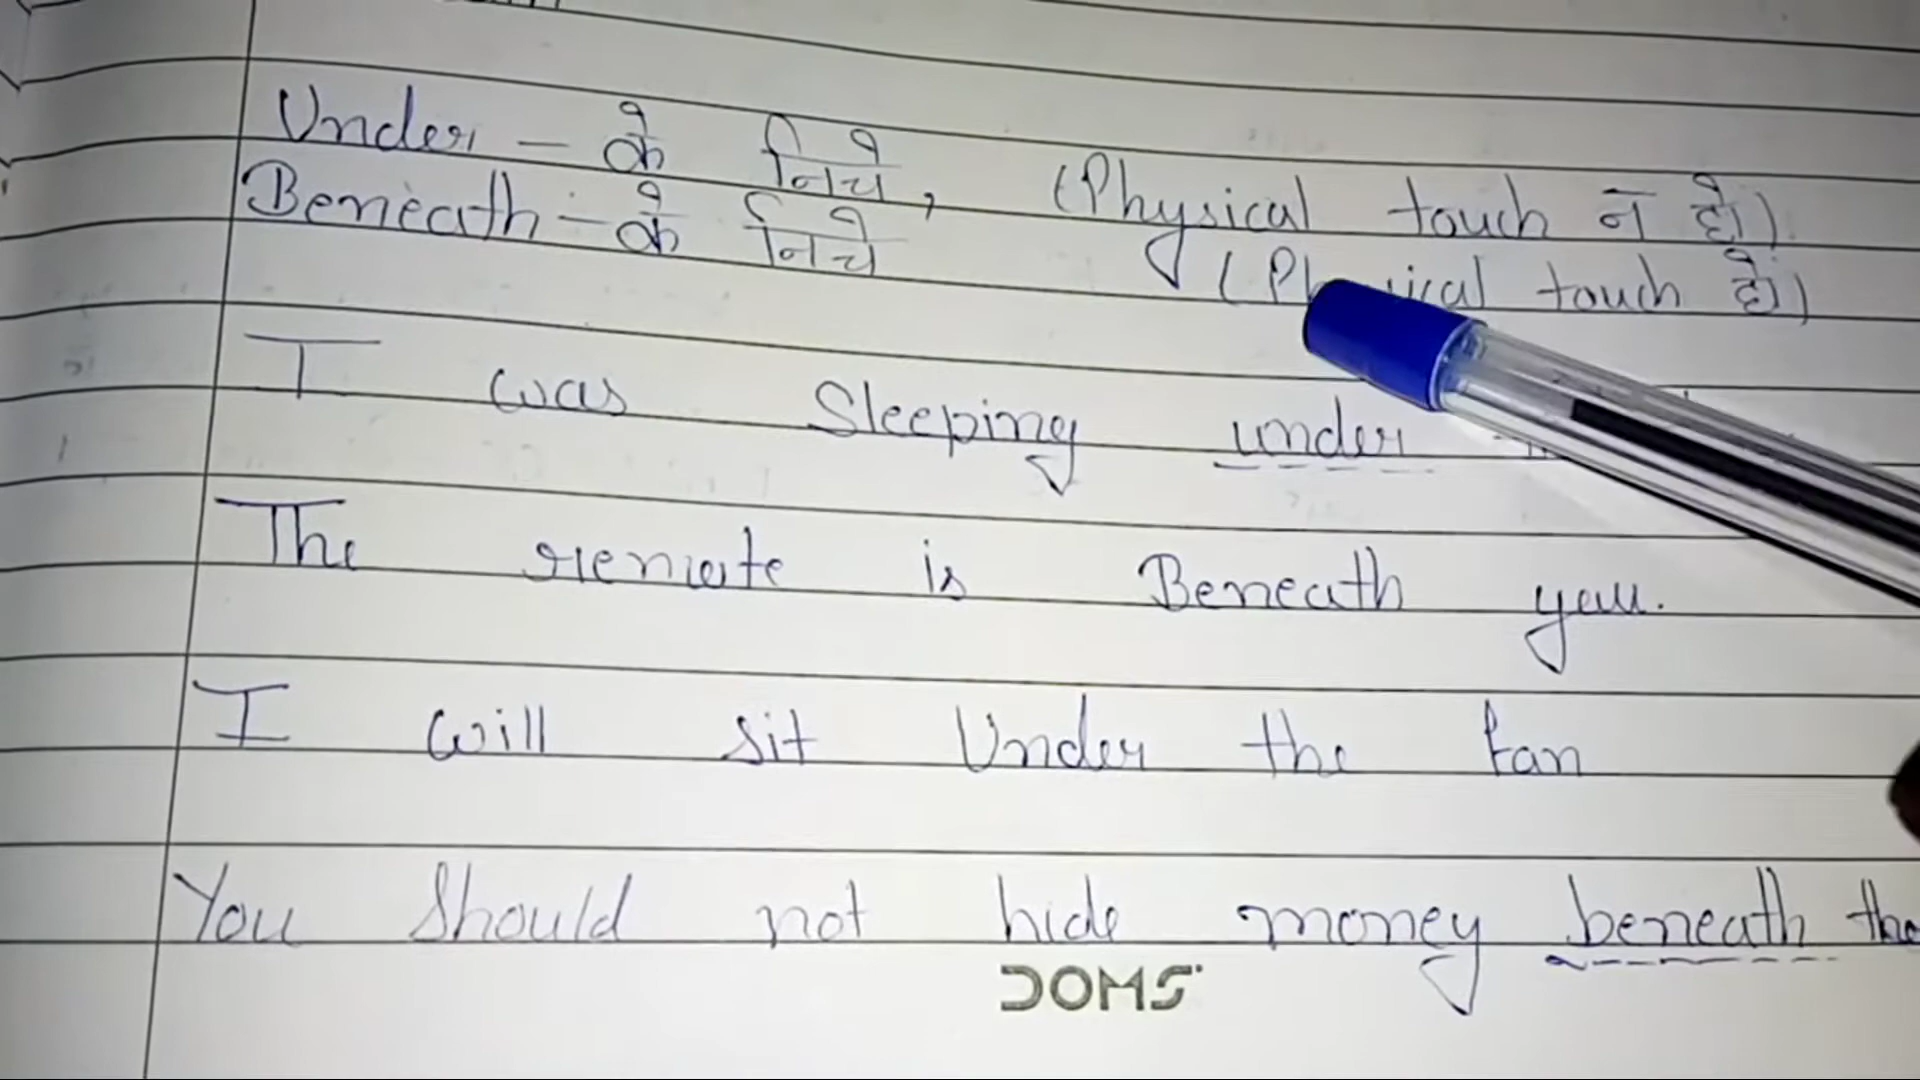 Under - के निचे, (Physical touch न हो).
Beneath - के निचे (Physical touch हो)
I was Sleeping under
The remote is Beneath you.
I will sit Under the fan
You Should not hide money beneath the
DOMS